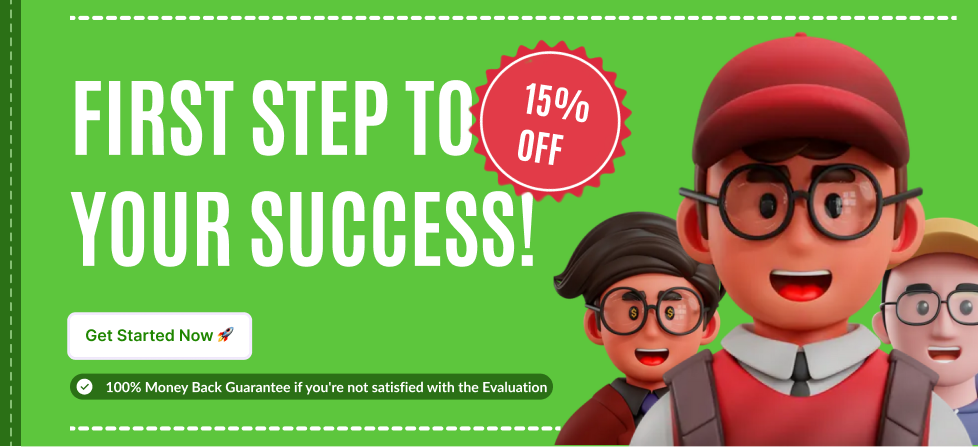 FIRST STEP TO
YOUR SUCCESS!
15%
OFF
Get Started Now 🚀
100% Money Back Guarantee if you're not satisfied with the Evaluation